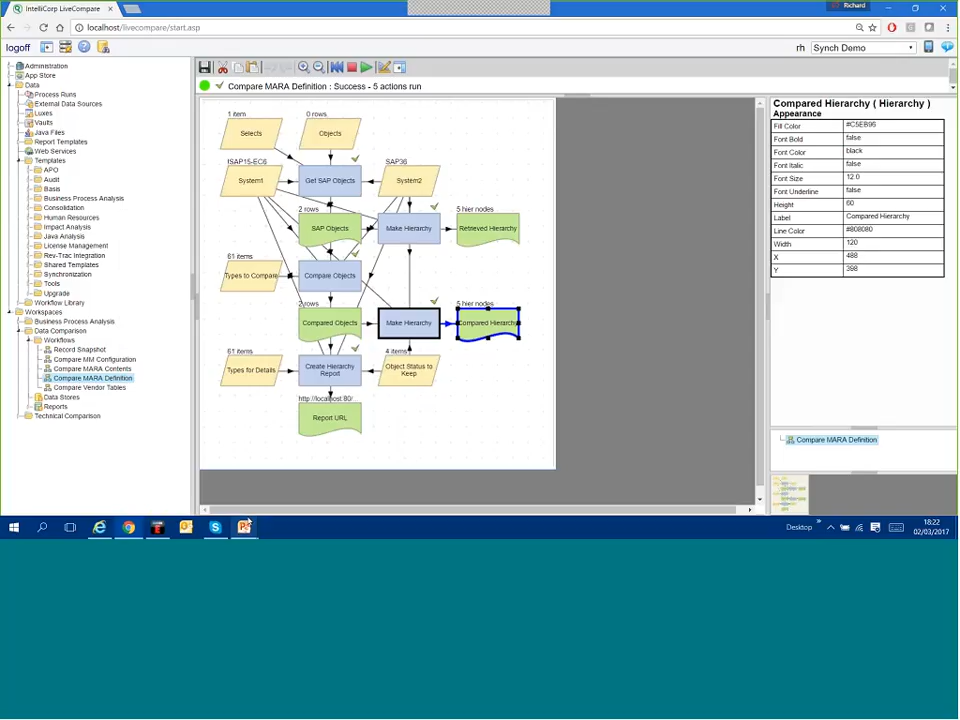 IntelliCorp LiveCompare
Richard
localhost/livecompare/start.asp
logoff
rh
Synch Demo
Administration
App Store
Data
Process Runs
External Data Sources
Luxes
Vaults
Java Files
Report Templates
Web Services
Templates
APO
Audit
Basis
Business Process Analysis
Consolidation
Human Resources
Impact Analysis
Java Analysis
License Management
Rev-Trac Integration
Shared Templates
Synchronization
Tools
Upgrade
Workflow Library
Workspaces
Business Process Analysis
Data Comparison
Workflows
Record Snapshot
Compare MM Configuration
Compare MARA Contents
Compare MARA Definition
Compare Vendor Tables
Data Stores
Reports
Technical Comparison
Compare MARA Definition : Success - 5 actions run
1 item
0 rows
Selects
Objects
!SAP15-EC6
SAP36
System1
Get SAP Objects
System2
2 rows
5 hier nodes
SAP Objects
Make Hierarchy
Retrieved Hierarchy
61 items
Types to Compare
Compare Objects
2 rows
5 hier nodes
Compared Objects
Make Hierarchy
Compared Hierarchy
61 items
4 items
Types for Details
Create Hierarchy
Report
Object Status to
Keep
http://localhost:80/
Report URL
Compared Hierarchy ( Hierarchy )
Appearance
Fill Color #C5EB96
Font Bold false
Font Color black
Font Italic false
Font Size 12.0
Font Underline false
Height 60
Label Compared Hierarchy
Line Color #808080
Width 120
X 488
Y 398
Compare MARA Definition
Desktop
18:22
02/03/2017